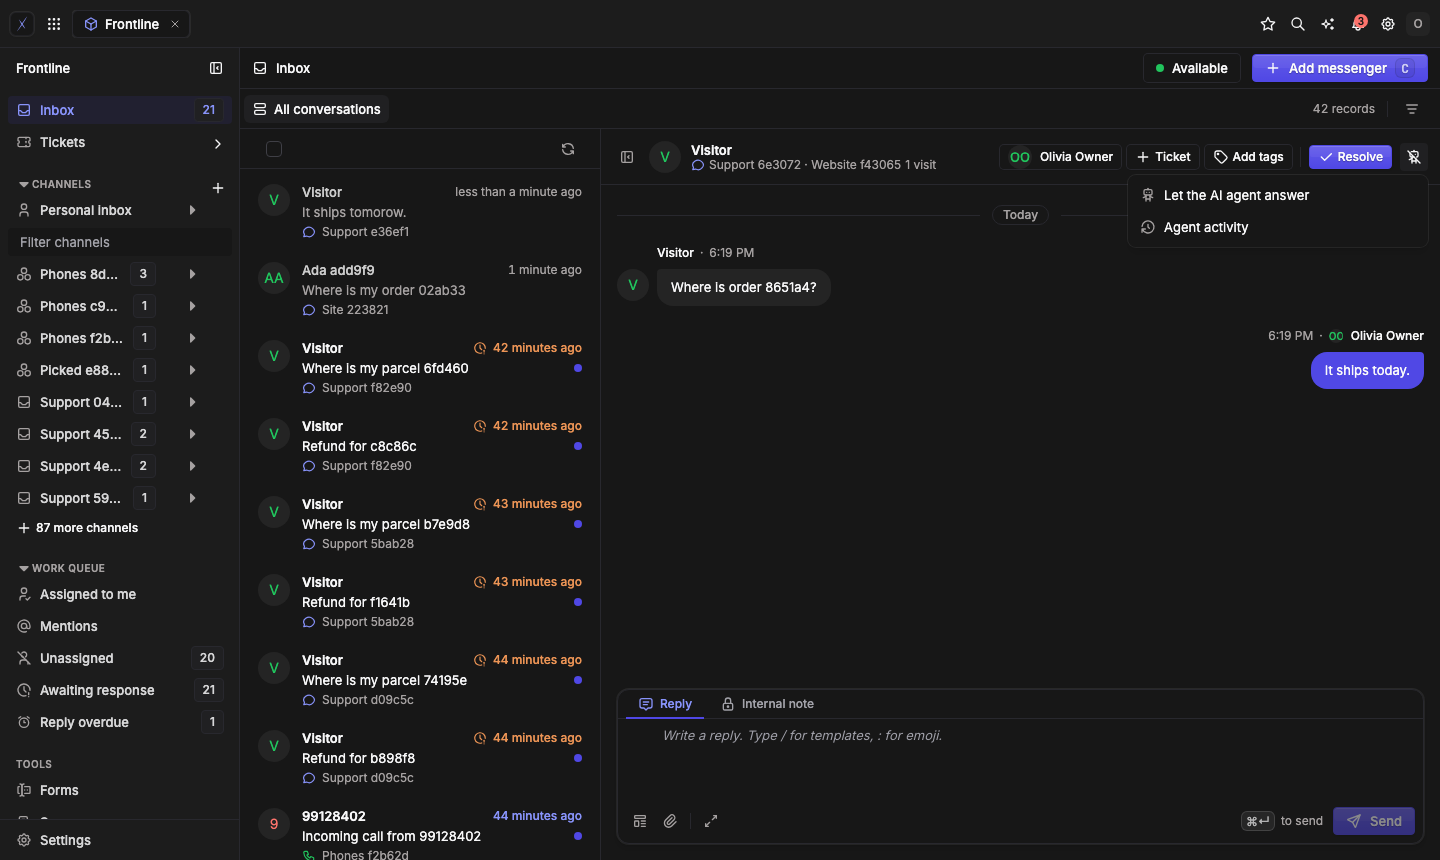 Frontline
3
O
Frontline
Inbox
21
Tickets
CHANNELS
Personal inbox
Filter channels
Phones 8d...
3
Phones c9...
1
Phones f2b...
1
Picked e88...
1
Support 04...
1
Support 45...
2
Support 4e...
2
Support 59...
1
87 more channels
WORK QUEUE
Assigned to me
Mentions
Unassigned
20
Awaiting response
21
Reply overdue
1
TOOLS
Forms
Settings
Inbox
Available
Add messenger
C
All conversations
42 records
V
Visitor
less than a minute ago
It ships tomorow.
Support e36ef1
AA
Ada add9f9
1 minute ago
Where is my order 02ab33
Site 223821
V
Visitor
42 minutes ago
Where is my parcel 6fd460
Support f82e90
V
Visitor
42 minutes ago
Refund for c8c86c
Support f82e90
V
Visitor
43 minutes ago
Where is my parcel b7e9d8
Support 5bab28
V
Visitor
43 minutes ago
Refund for f1641b
Support 5bab28
V
Visitor
44 minutes ago
Where is my parcel 74195e
Support d09c5c
V
Visitor
44 minutes ago
Refund for b898f8
Support d09c5c
9
99128402
44 minutes ago
Incoming call from 99128402
Phones f2b62d
V
Visitor
Support 6e3072 · Website f43065 1 visit
OO
Olivia Owner
Ticket
Add tags
Resolve
Let the AI agent answer
Agent activity
Today
Visitor · 6:19 PM
V
Where is order 8651a4?
6:19 PM · OO Olivia Owner
It ships today.
Reply
Internal note
Write a reply. Type / for templates, : for emoji.
⌘↵ to send
Send